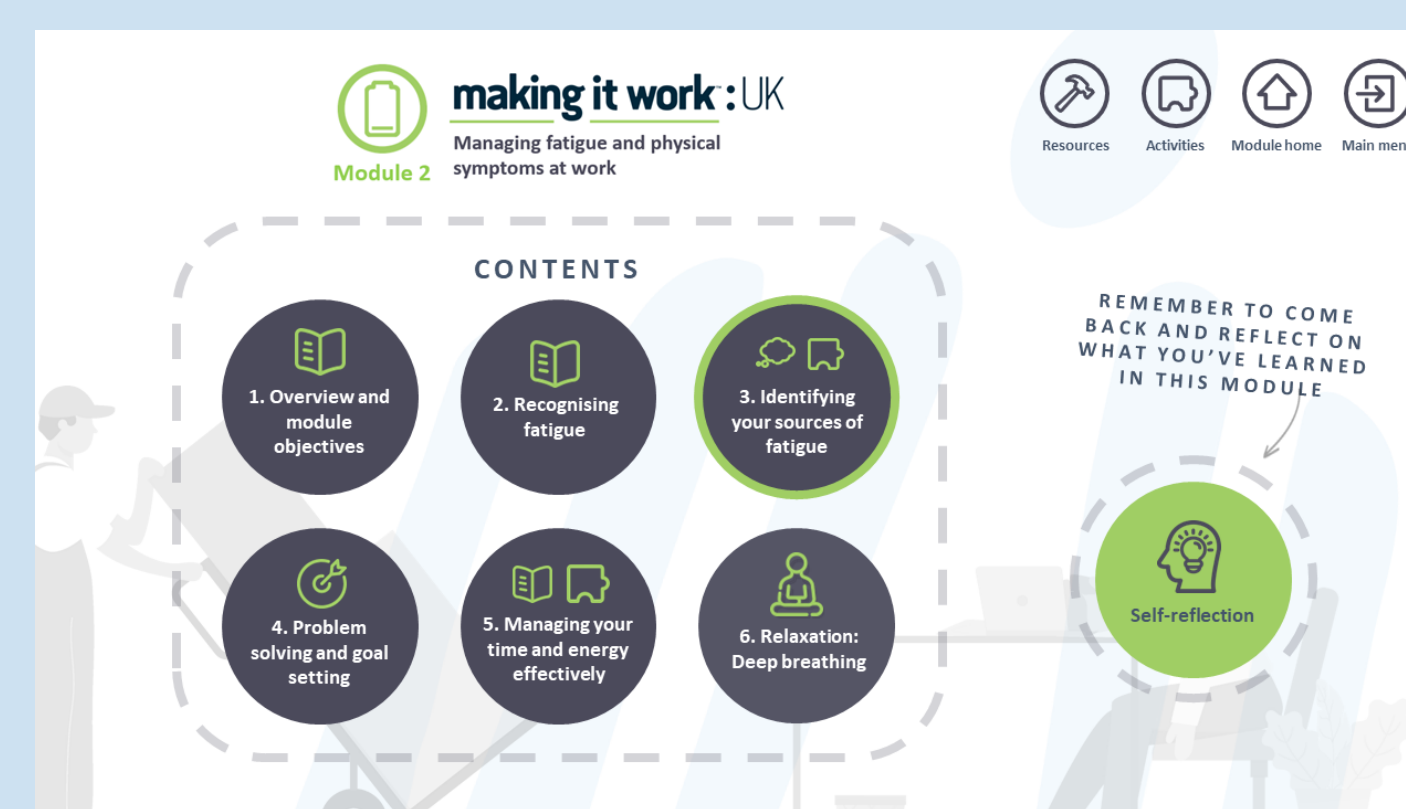 making it work™:UK
Managing fatigue and physical
symptoms at work
Module 2
Resources
Activities
Module home
Main men
CONTENTS
1. Overview and
module
objectives
2. Recognising
fatigue
3. Identifying
your sources of
fatigue
4. Problem
solving and goal
setting
5. Managing your
time and energy
effectively
6. Relaxation:
Deep breathing
REMEMBER TO COME
BACK AND REFLECT ON
WHAT YOU'VE LEARNED
IN THIS MODULE
Self-reflection